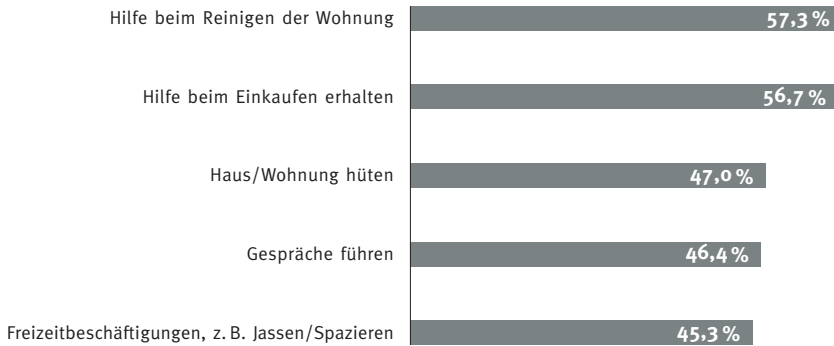 Hilfe beim Reinigen der Wohnung 57,3 %
Hilfe beim Einkaufen erhalten 56,7 %
Haus/Wohnung hüten 47,0 %
Gespräche führen 46,4 %
Freizeitbeschäftigungen, z. B. Jassen/Spazieren 45,3 %